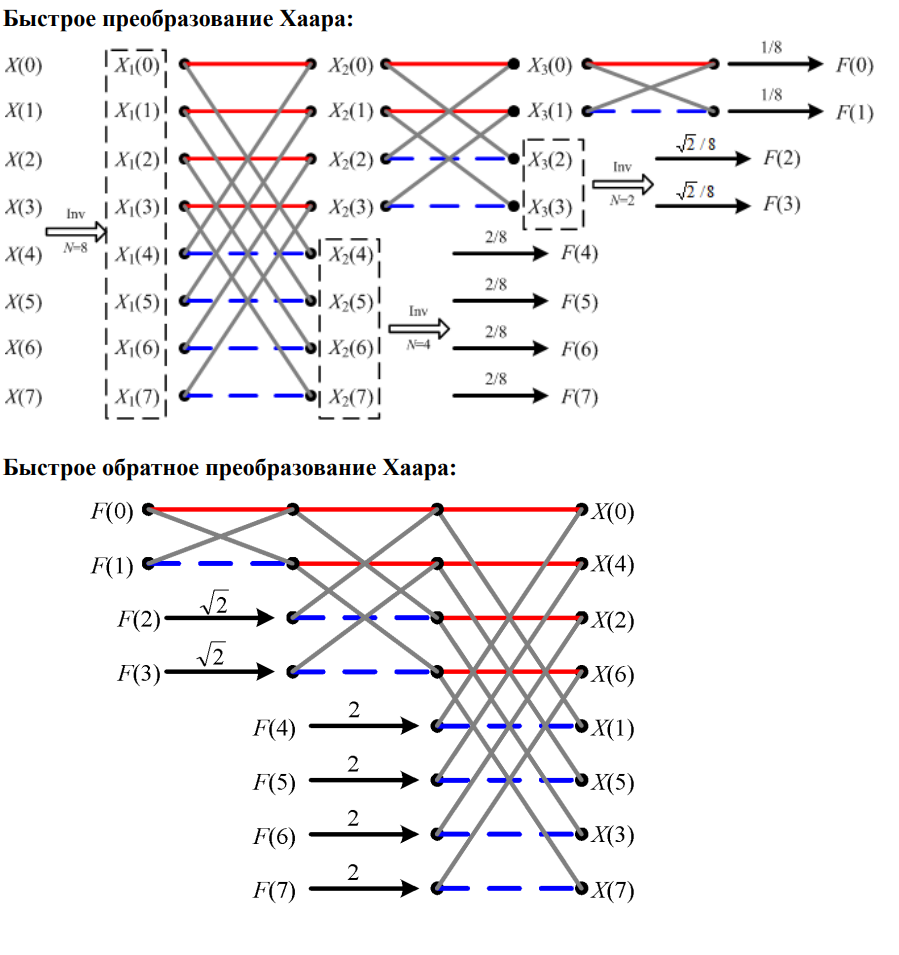 Быстрое преобразование Хаара:
1/8
X(0) X₁(0) X₂(0) X₃(0) F(0)
1/8
X(1) X₁(1) X₂(1) X₃(1) F(1)
√2 / 8
X(2) X₁(2) X₂(2) X₃(2) F(2)
Inv
N=2
√2 / 8
X(3) X₁(3) X₂(3) X₃(3) F(3)
Inv
N=8
2/8
X(4) X₁(4) X₂(4) F(4)
2/8
X(5) X₁(5) X₂(5) F(5)
Inv
N=4
2/8
X(6) X₁(6) X₂(6) F(6)
2/8
X(7) X₁(7) X₂(7) F(7)
Быстрое обратное преобразование Хаара:
F(0) X(0)
F(1) X(4)
√2
F(2) X(2)
√2
F(3) X(6)
2
F(4) X(1)
2
F(5) X(5)
2
F(6) X(3)
2
F(7) X(7)